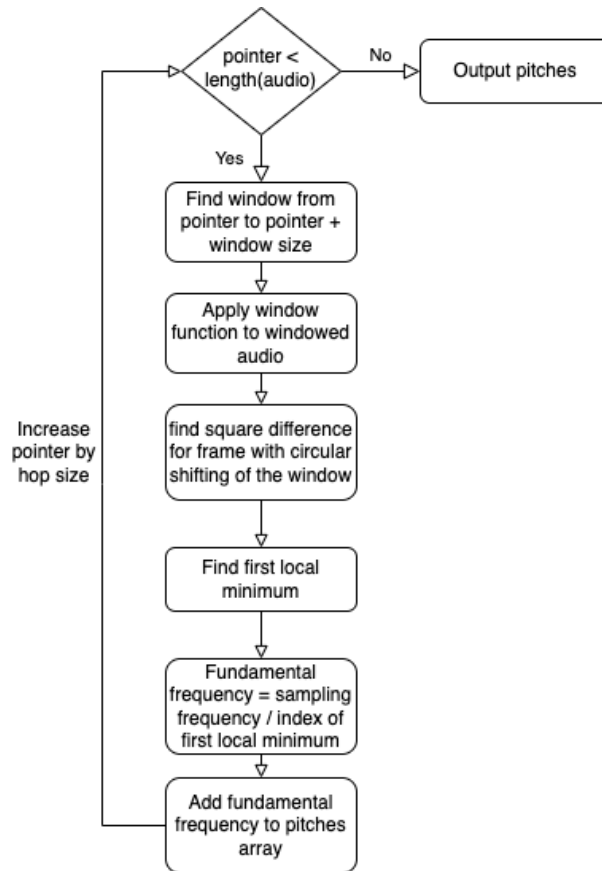 pointer <
length(audio)
No
Output pitches
Yes
Find window from
pointer to pointer +
window size
Apply window
function to windowed
audio
find square difference
for frame with circular
shifting of the window
Increase
pointer by
hop size
Find first local
minimum
Fundamental
frequency = sampling
frequency / index of
first local minimum
Add fundamental
frequency to pitches
array